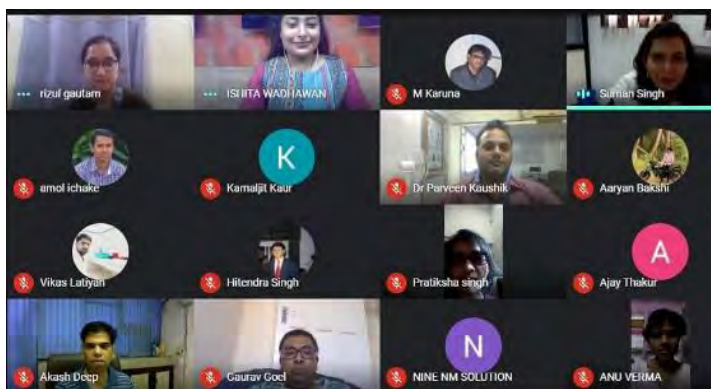 rizul gautam
ISHITA WADHAWAN
M Karuna
Suman Singh
amol ichake
K
Kamaljit Kaur
Dr Parveen Kaushik
Aaryan Bakshi
Vikas Latiyan
Hitendra Singh
Pratiksha singh
A
Ajay Thakur
Akash Deep
Gaurav Goel
N
NINE NM SOLUTION
ANU VERMA